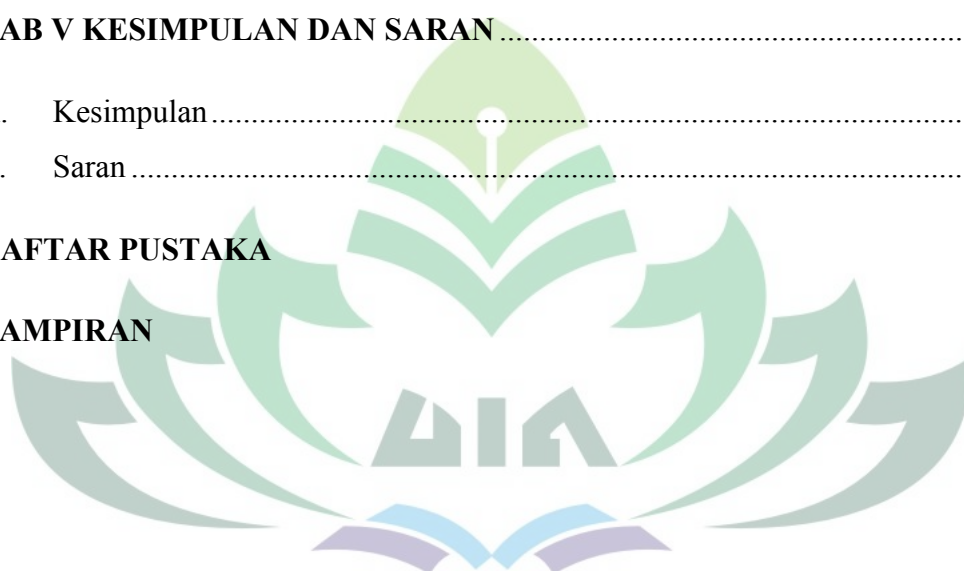 AB V KESIMPULAN DAN SARAN ........................................................
. Kesimpulan ........................................................................................
. Saran ..................................................................................................
AFTAR PUSTAKA
AMPIRAN